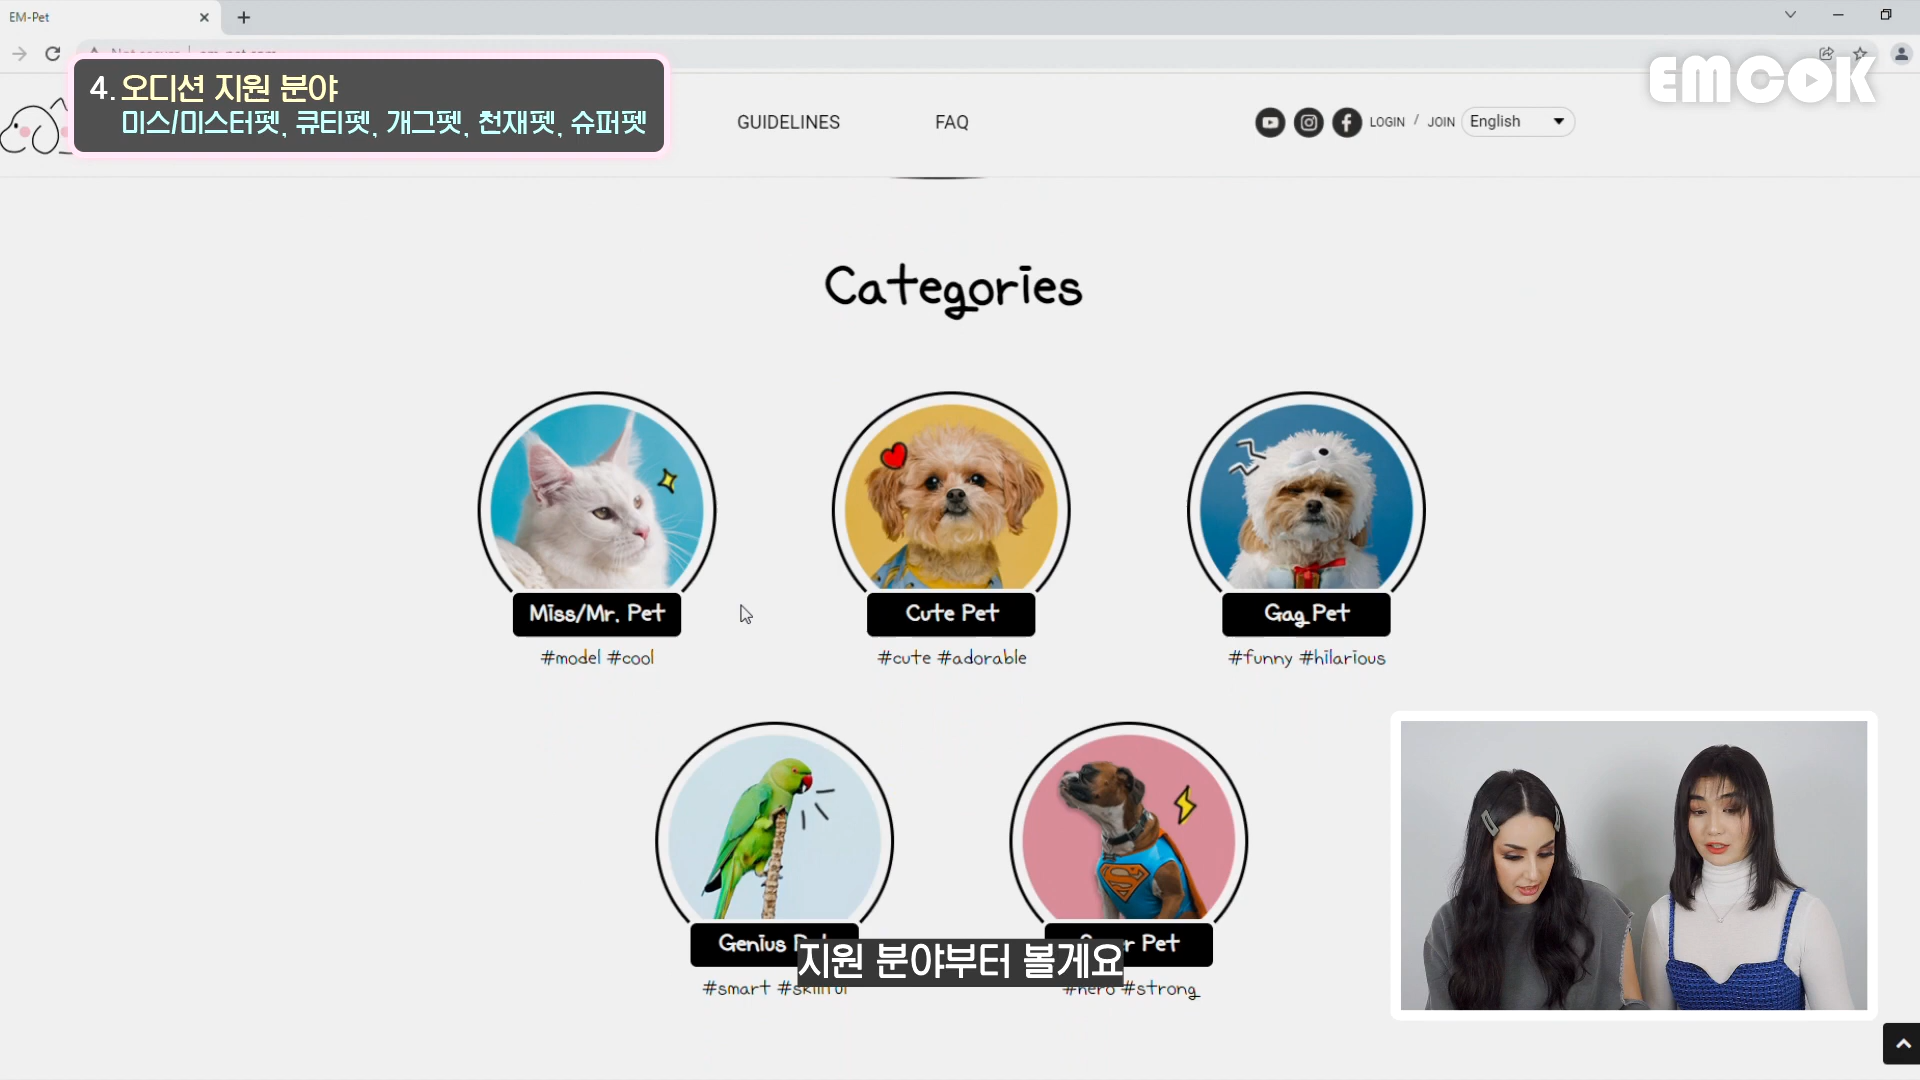 EM-Pet
4. 오디션 지원 분야
미스/미스터펫, 큐티펫, 개그펫, 천재펫, 슈퍼펫
EMCOK
GUIDELINES
FAQ
LOGIN / JOIN
English
Categories
Miss/Mr. Pet
#model #cool
Cute Pet
#cute #adorable
Gag Pet
#funny #hilarious
Genius
#smart
Pet
#hero #strong
지원 분야부터 볼게요